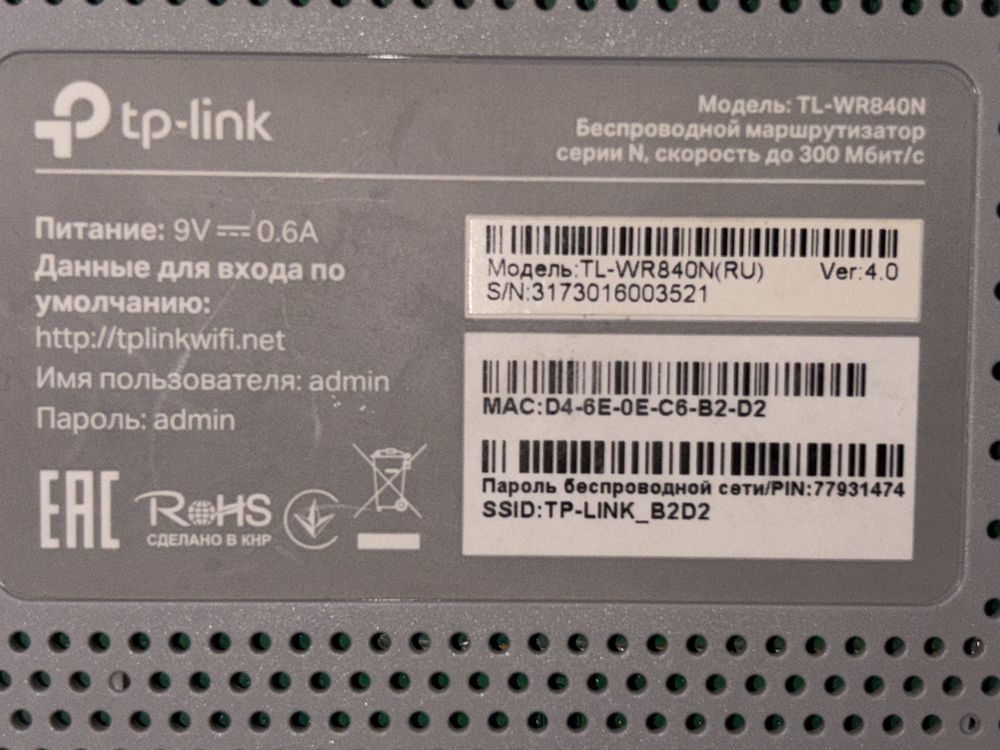 tp-link
Модель: TL-WR840N
Беспроводной маршрутизатор
серии N, скорость до 300 Мбит/с
Питание: 9V⎓0.6A
Данные для входа по
умолчанию:
http://tplinkwifi.net
Имя пользователя: admin
Пароль: admin
EAC
RoHS
СДЕЛАНО В КНР
Модель:TL-WR840N(RU) Ver:4.0
S/N:3173016003521
MAC:D4-6E-0E-C6-B2-D2
Пароль беспроводной сети/PIN:77931474
SSID:TP-LINK_B2D2